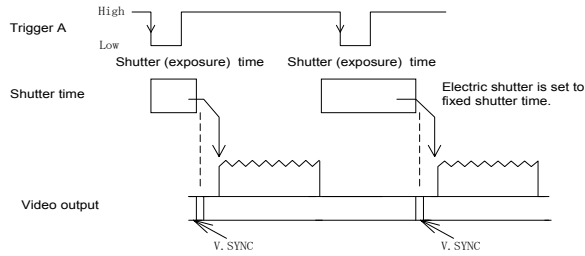 High
Trigger A
Low
Shutter (exposure) time Shutter (exposure) time
Shutter time
Electric shutter is set to
fixed shutter time.
Video output
V. SYNC V. SYNC